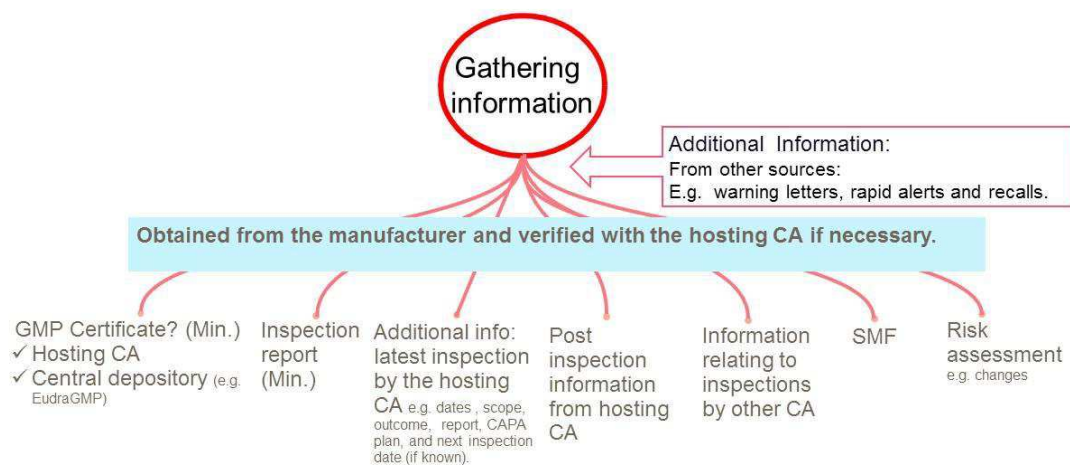 Gathering
information
Additional Information:
From other sources:
E.g. warning letters, rapid alerts and recalls.
Obtained from the manufacturer and verified with the hosting CA if necessary.
GMP Certificate? (Min.)
✓ Hosting CA
✓ Central depository (e.g.
EudraGMP)
Inspection
report
(Min.)
Additional info:
latest inspection
by the hosting
CA e.g. dates , scope,
outcome, report, CAPA
plan, and next inspection
date (if known).
Post
inspection
information
from hosting
CA
Information
relating to
inspections
by other CA
SMF
Risk
assessment
e.g. changes